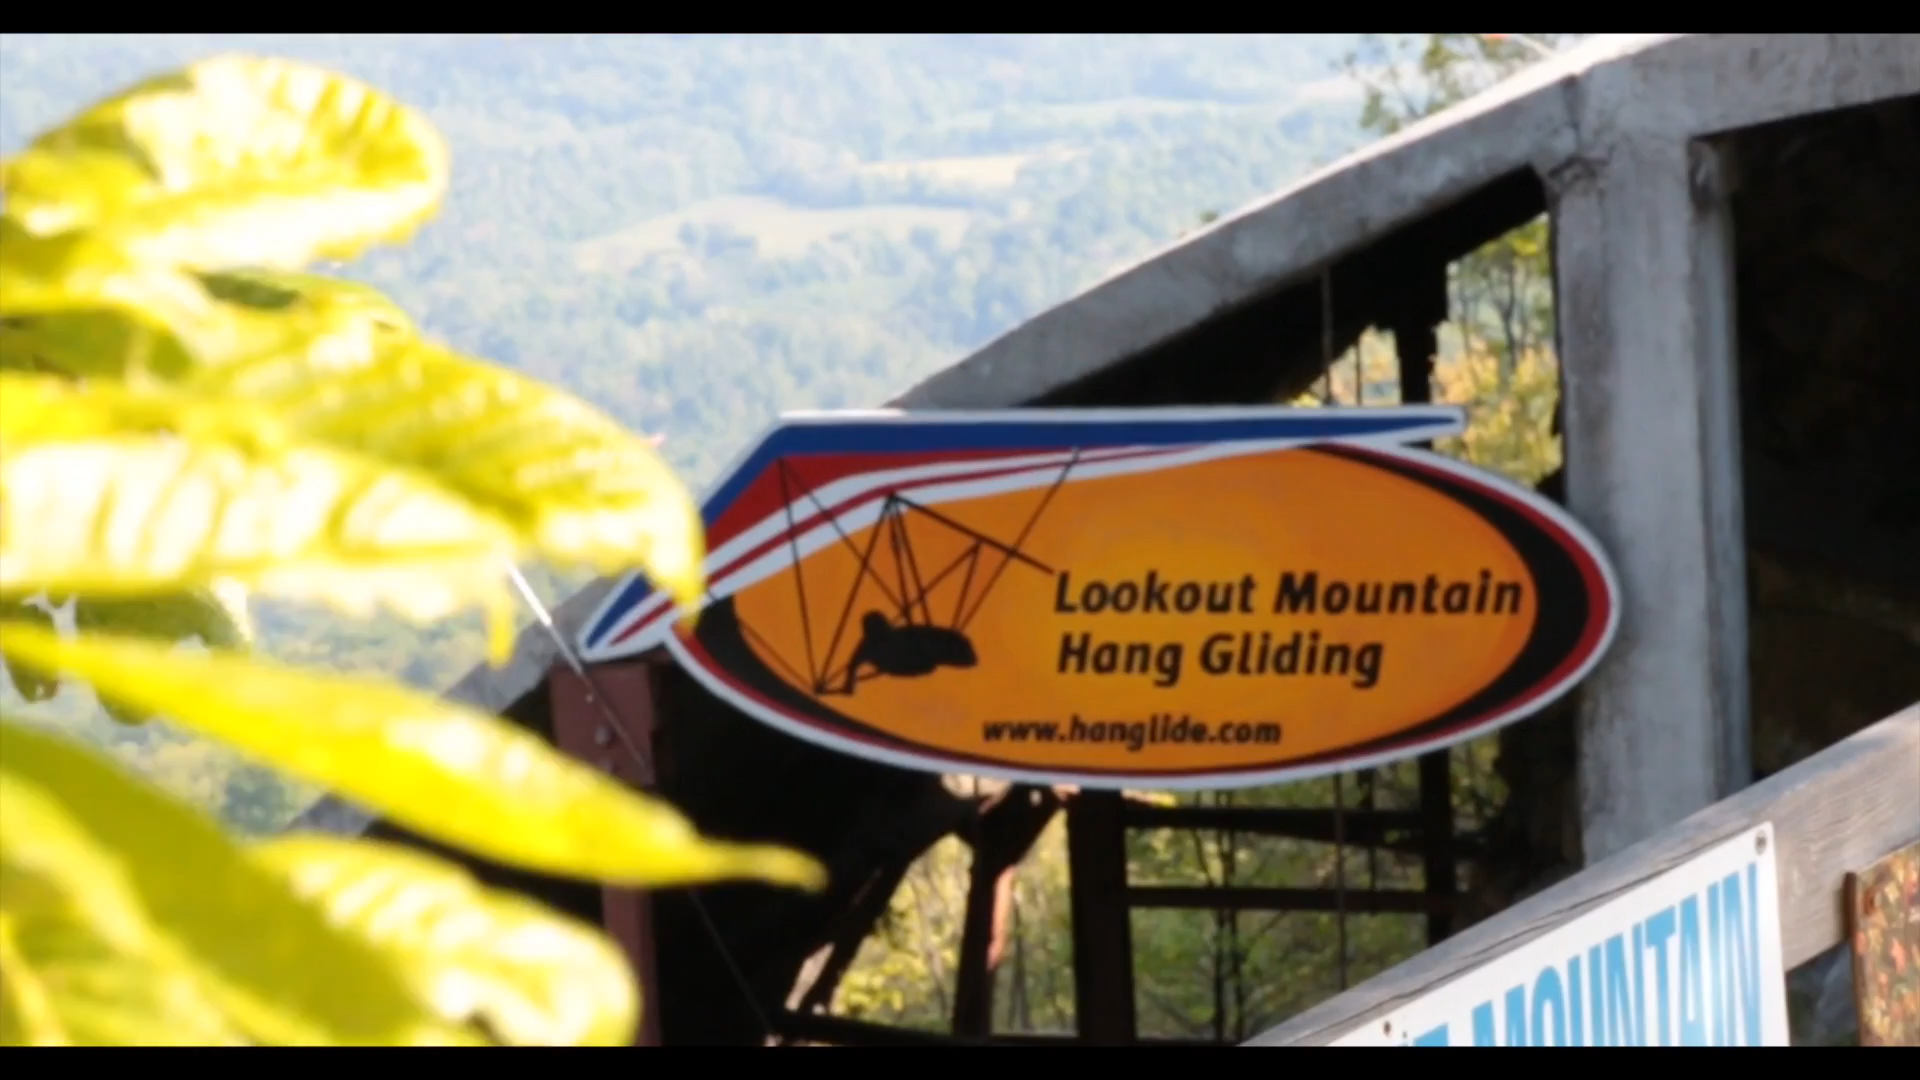 Lookout Mountain
Hang Gliding
www.hanglide.com
MOUNTAIN